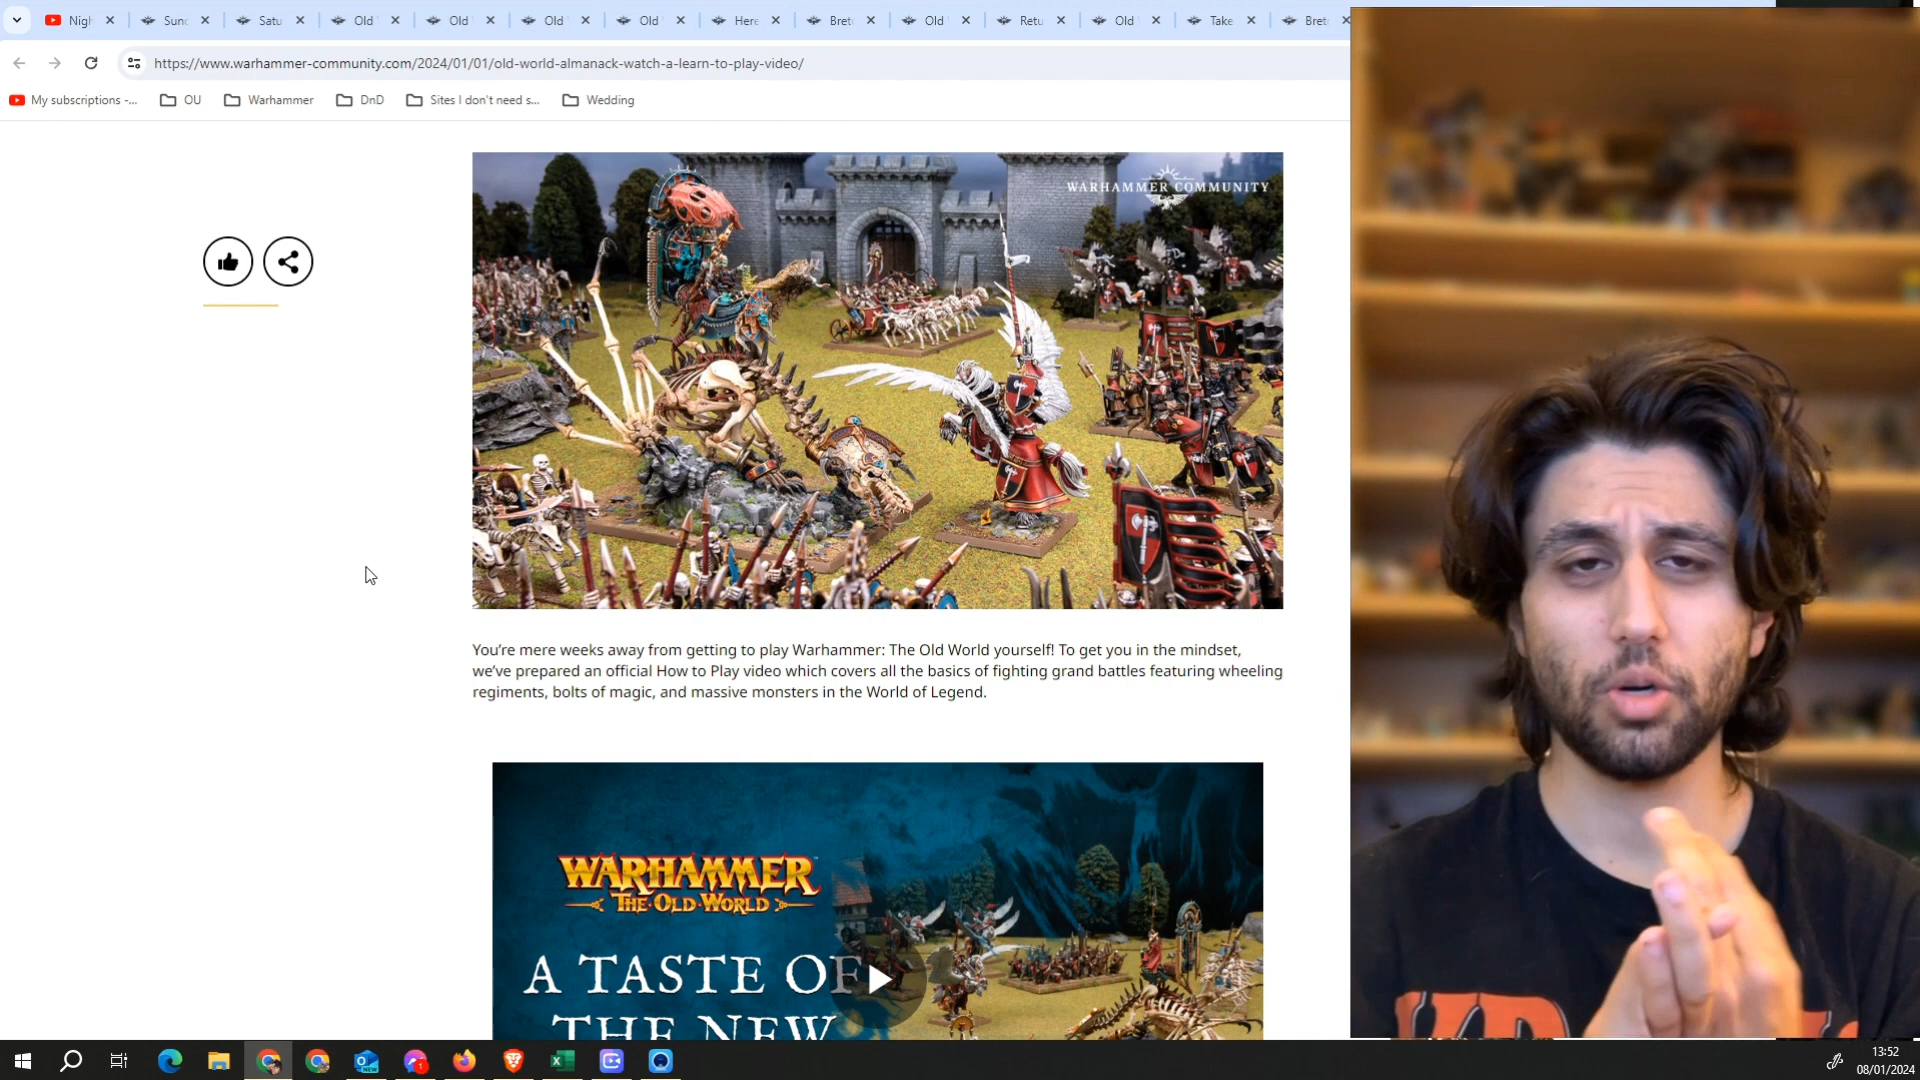 Nigh
Sund
Satu
Old
Old
Old
Old
Here
Bret
Old
Retu
Old
Take
Bret
https://www.warhammer-community.com/2024/01/01/old-world-almanack-watch-a-learn-to-play-video/
My subscriptions -...
OU
Warhammer
DnD
Sites I don't need s...
Wedding
WARHAMMER COMMUNITY
You're mere weeks away from getting to play Warhammer: The Old World yourself! To get you in the mindset,
we've prepared an official How to Play video which covers all the basics of fighting grand battles featuring wheeling
regiments, bolts of magic, and massive monsters in the World of Legend.
WARHAMMER
THE OLD WORLD
A TASTE OF
THE NEW
13:52
08/01/2024